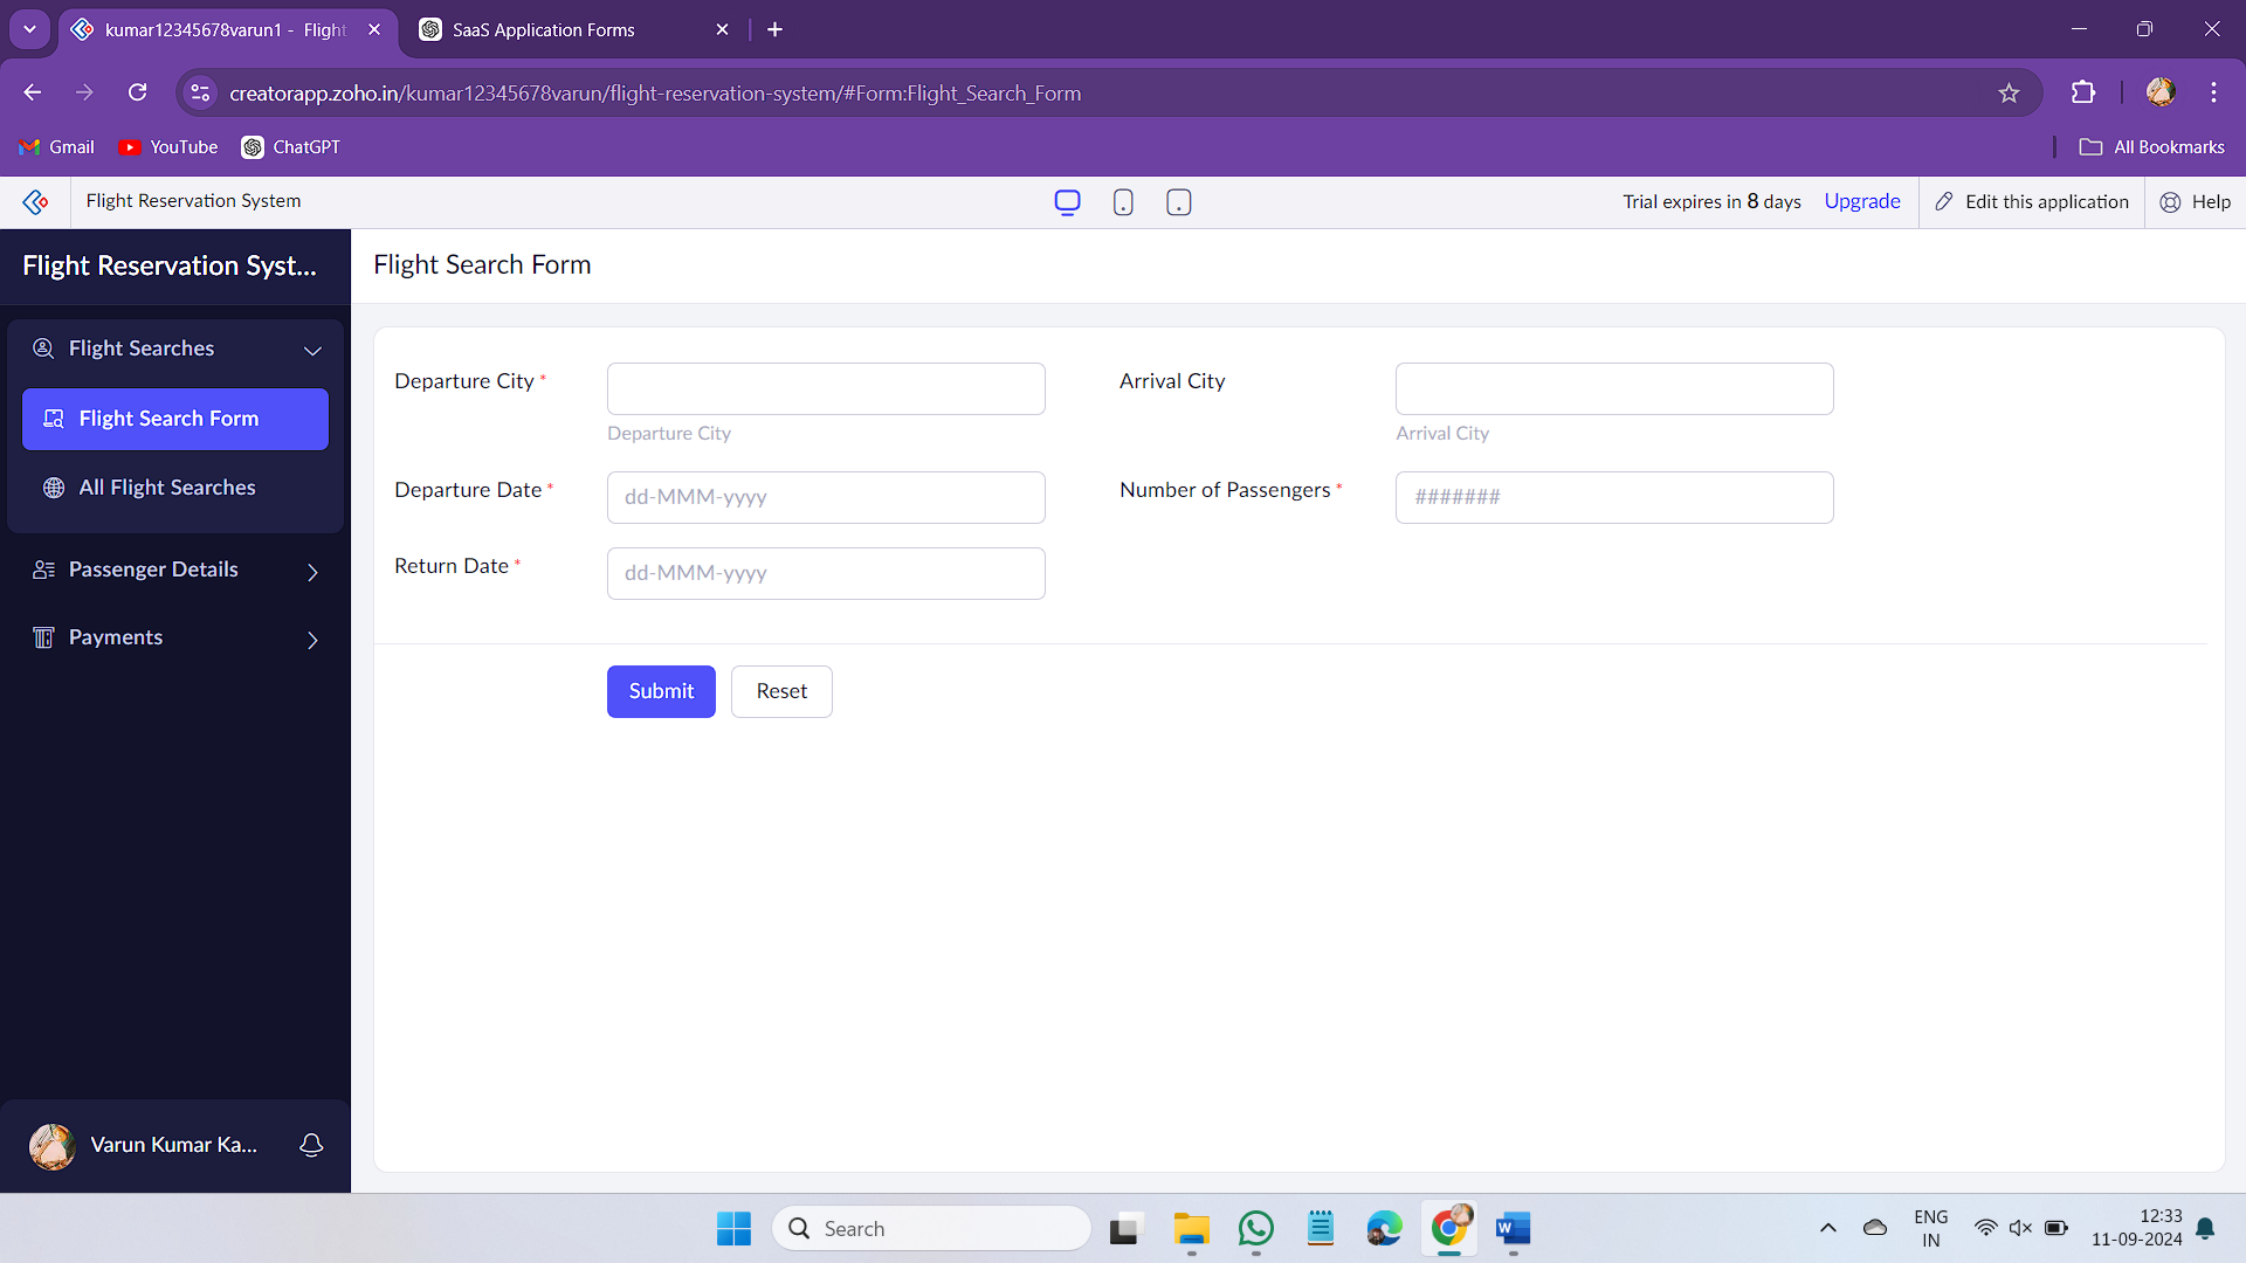 kumar12345678varun1 - Flight
SaaS Application Forms
creatorapp.zoho.in/kumar12345678varun/flight-reservation-system/#Form:Flight_Search_Form
Gmail
YouTube
ChatGPT
All Bookmarks
Flight Reservation System
Trial expires in 8 days
Upgrade
Edit this application
Help
Flight Reservation Syst...
Flight Search Form
Flight Searches
Flight Search Form
All Flight Searches
Passenger Details
Payments
Departure City *
Departure City
Arrival City
Arrival City
Departure Date *
dd-MMM-yyyy
Number of Passengers *
#######
Return Date *
dd-MMM-yyyy
Submit
Reset
Varun Kumar Ka...
Search
W
ENG
IN
12:33
11-09-2024